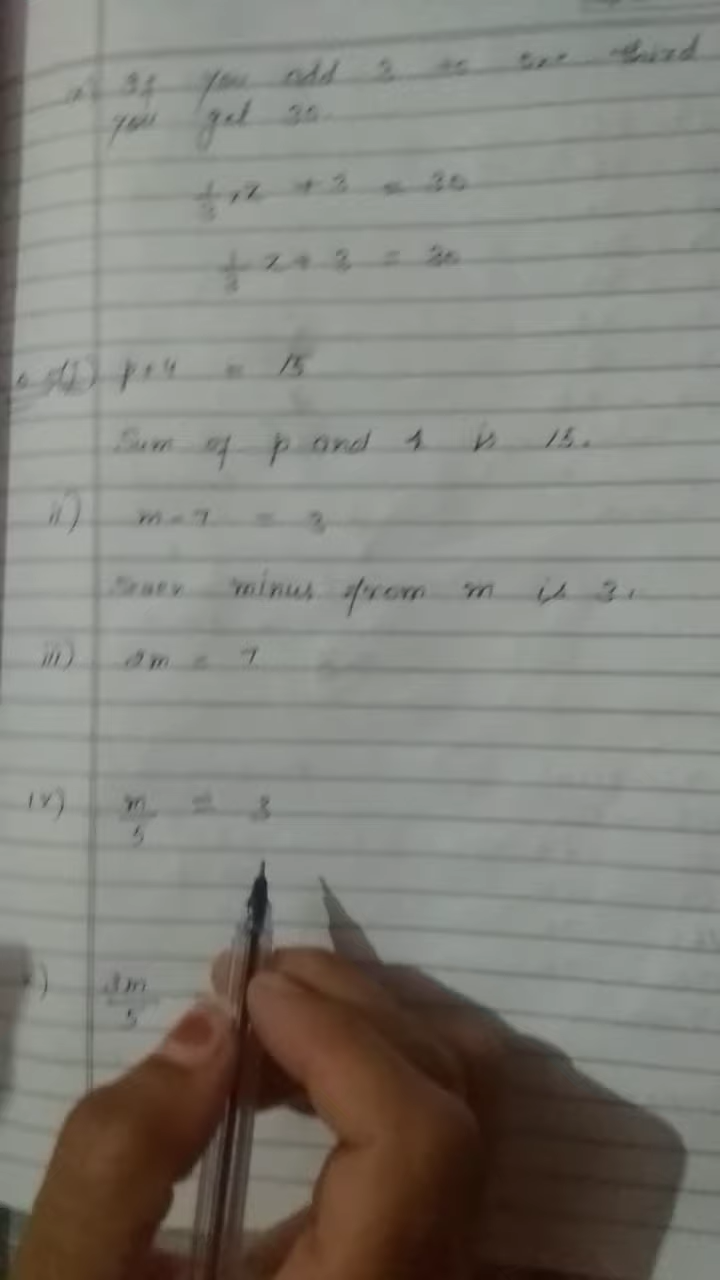 If you add 3 to one third
you get 30.
1/3 z + 3 = 30
1/3 z + 3 = 30
p + 4 = 15
Sum of p and 4 is 15.
ii) m - 7 = 3
Seven minus from m is 3.
iii) 2m = 7
iv) m/5 = 3
3m/5